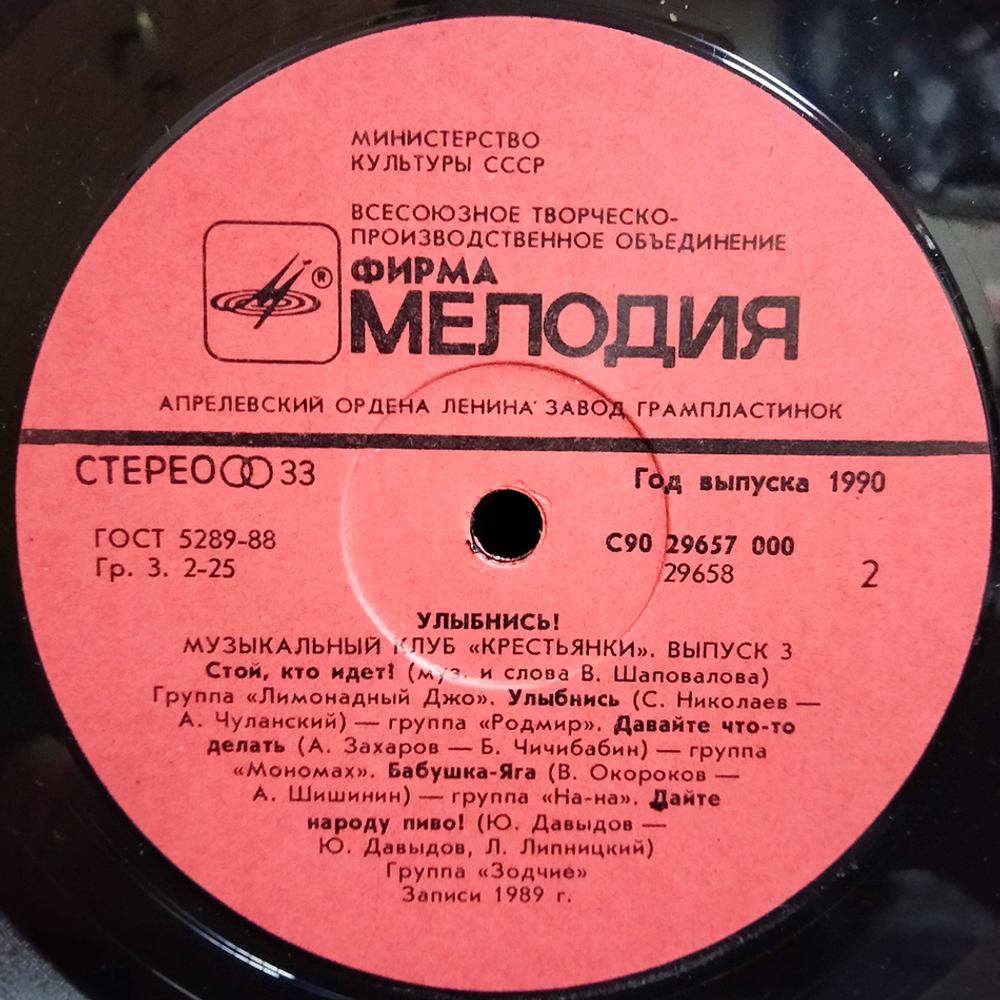 МИНИСТЕРСТВО
КУЛЬТУРЫ СССР
ВСЕСОЮЗНОЕ ТВОРЧЕСКО-
ПРОИЗВОДСТВЕННОЕ ОБЪЕДИНЕНИЕ
®
ФИРМА
МЕЛОДИЯ
АПРЕЛЕВСКИЙ ОРДЕНА ЛЕНИНА ЗАВОД ГРАМПЛАСТИНОК
СТЕРЕО 33
Год выпуска 1990
ГОСТ 5289-88
Гр. 3. 2-25
С90 29657 000
29658
2
УЛЫБНИСЬ!
МУЗЫКАЛЬНЫЙ КЛУБ «КРЕСТЬЯНКИ». ВЫПУСК 3
Стой, кто идет! (муз. и слова В. Шаповалова)
Группа «Лимонадный Джо». Улыбнись (С. Николаев —
А. Чуланский) — группа «Родмир». Давайте что-то
делать (А. Захаров — Б. Чичибабин) — группа
«Мономах». Бабушка-Яга (В. Окороков —
А. Шишинин) — группа «На-на». Дайте
народу пиво! (Ю. Давыдов —
Ю. Давыдов, Л. Липницкий)
Группа «Зодчие»
Записи 1989 г.